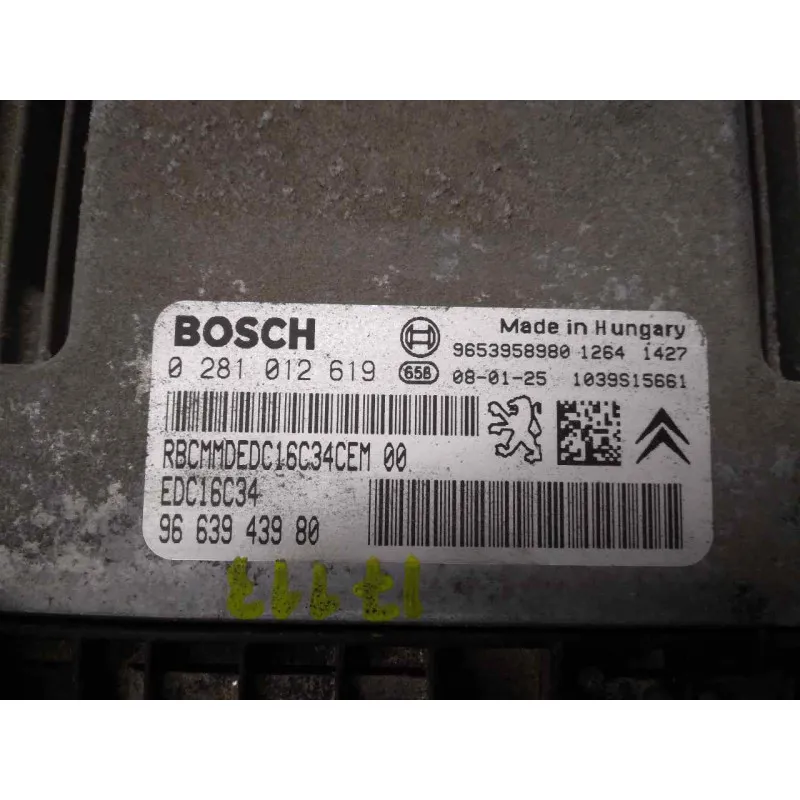 BOSCH
Made in Hungary
9653958980 1264 1427
0 281 012 619
658
08-01-25 1039S15661
RBCMMDEDC16C34CEM 00
EDC16C34
96 639 439 80